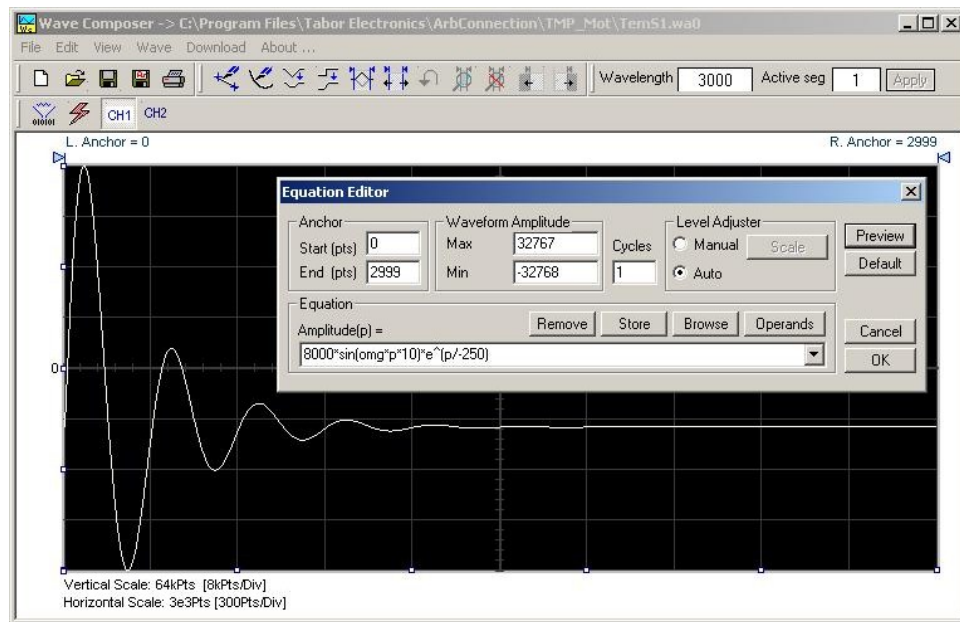 Wave Composer -> C:\Program Files\Tabor Electronics\ArbConnection\TMP_Mot\TemS1.wa0
File Edit View Wave Download About ...
Wavelength 3000 Active seg 1 Apply
010101 CH1 CH2
L. Anchor = 0 R. Anchor = 2999
Equation Editor
Anchor Waveform Amplitude Level Adjuster
Start (pts) 0 Max 32767 Cycles Manual Scale Preview
End (pts) 2999 Min -32768 1 Auto Default
Equation
Amplitude(p) = Remove Store Browse Operands Cancel
8000*sin(omg*p*10)*e^(p/-250) OK
0
Vertical Scale: 64kPts [8kPts/Div]
Horizontal Scale: 3e3Pts [300Pts/Div]